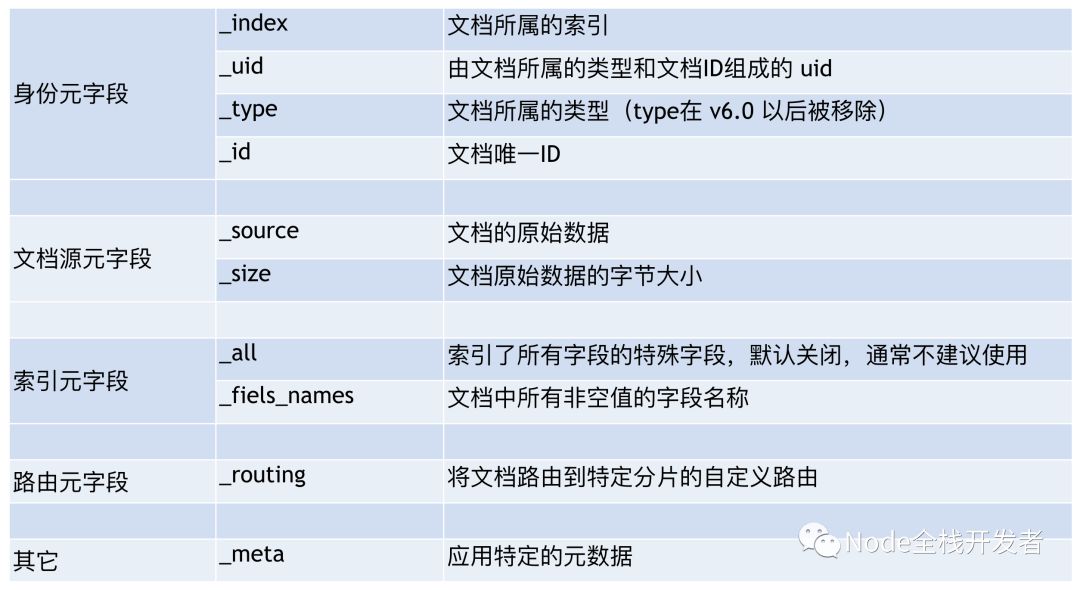 _index 文档所属的索引
_uid 由文档所属的类型和文档ID组成的 uid
身份元字段
_type 文档所属的类型（type在 v6.0 以后被移除）
_id 文档唯一ID
_source 文档的原始数据
文档源元字段
_size 文档原始数据的字节大小
_all 索引了所有字段的特殊字段，默认关闭，通常不建议使用
索引元字段
_fiels_names 文档中所有非空值的字段名称
路由元字段 _routing 将文档路由到特定分片的自定义路由
其它 _meta 应用特定的元数据
Node全栈开发者